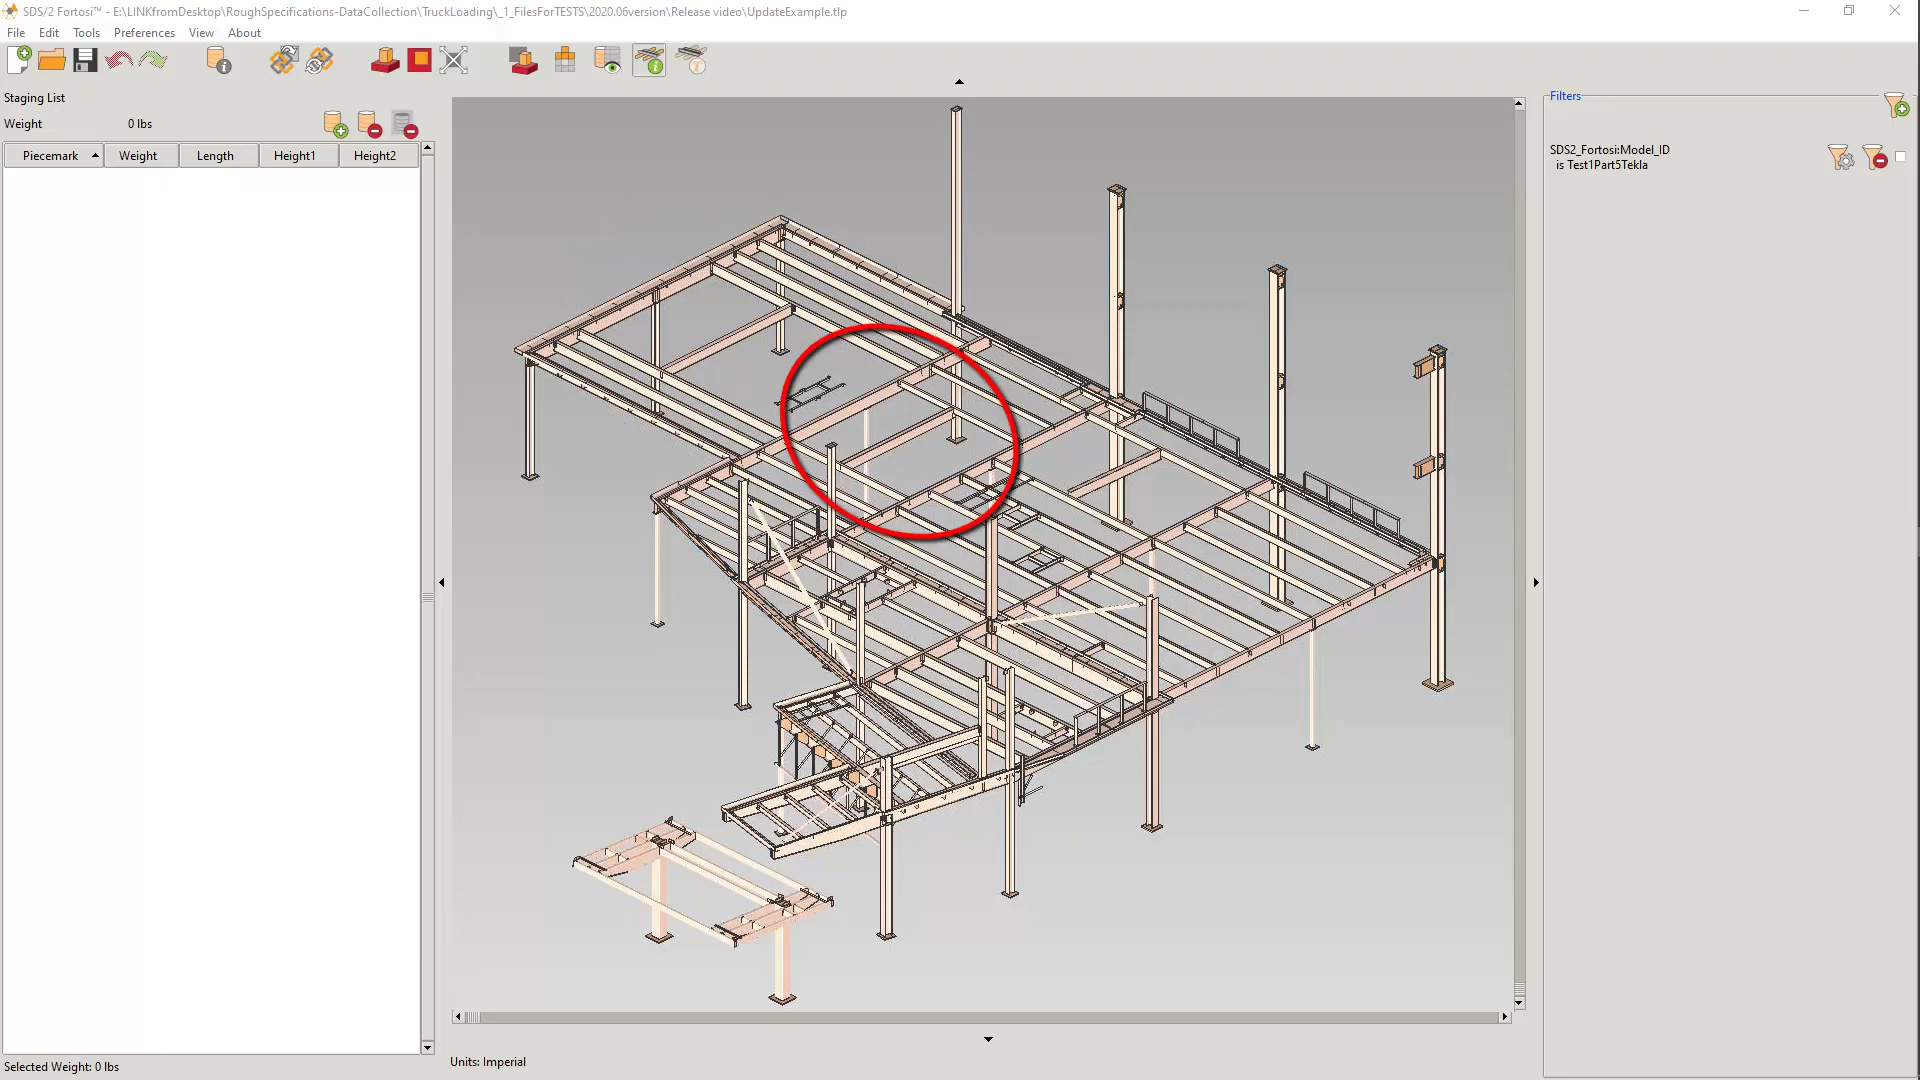 SDS/2 Fortosi™ - E:\LINKfromDesktop\RoughSpecifications-DataCollection\TruckLoading\_1_FilesForTESTS\2020.06version\Release video\UpdateExample.tlp
File Edit Tools Preferences View About
Staging List
Weight 0 lbs
Piecemark Weight Length Height1 Height2
Selected Weight: 0 lbs
Units: Imperial
Filters
SDS2_Fortosi:Model_ID
is Test1Part5Tekla